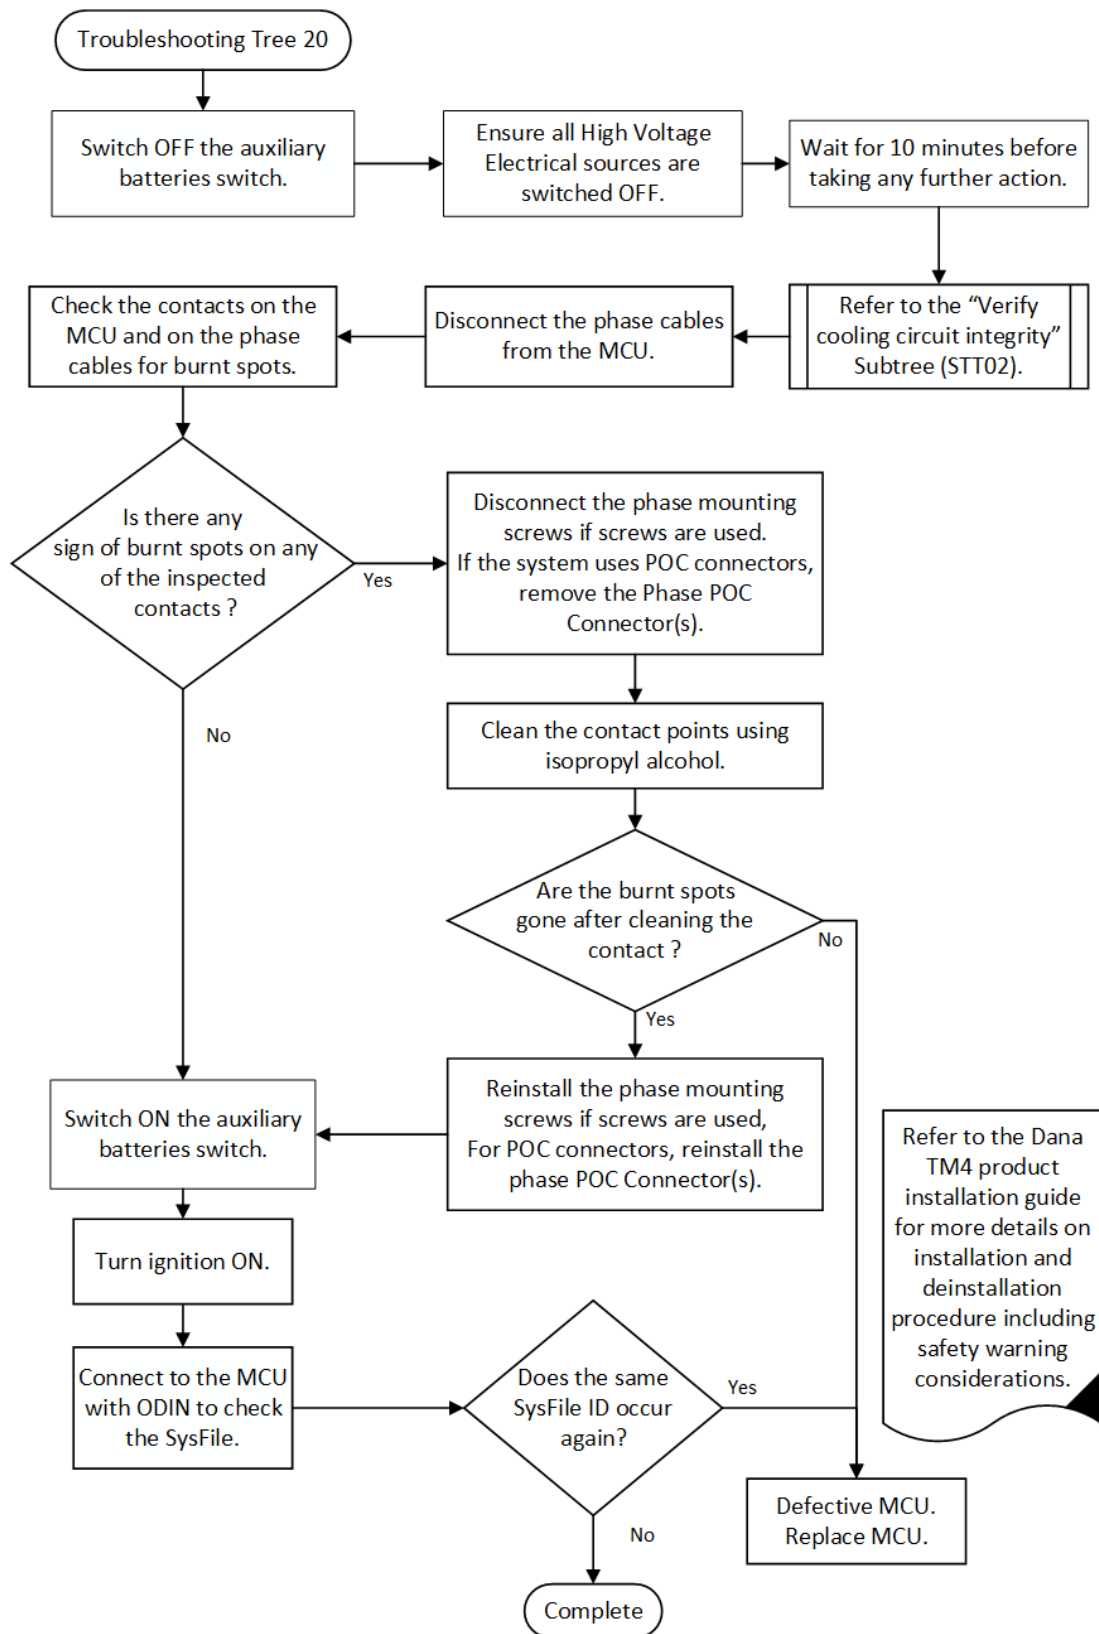 Troubleshooting Tree 20
Switch OFF the auxiliary
batteries switch.
Ensure all High Voltage
Electrical sources are
switched OFF.
Wait for 10 minutes before
taking any further action.
Refer to the “Verify
cooling circuit integrity”
Subtree (STT02).
Disconnect the phase cables
from the MCU.
Check the contacts on the
MCU and on the phase
cables for burnt spots.
Is there any
sign of burnt spots on any
of the inspected
contacts ?
Yes
No
Disconnect the phase mounting
screws if screws are used.
If the system uses POC connectors,
remove the Phase POC
Connector(s).
Clean the contact points using
isopropyl alcohol.
Are the burnt spots
gone after cleaning the
contact ?
No
Yes
Reinstall the phase mounting
screws if screws are used,
For POC connectors, reinstall the
phase POC Connector(s).
Switch ON the auxiliary
batteries switch.
Turn ignition ON.
Connect to the MCU
with ODIN to check
the SysFile.
Does the same
SysFile ID occur
again?
Yes
No
Defective MCU.
Replace MCU.
Complete
Refer to the Dana
TM4 product
installation guide
for more details on
installation and
deinstallation
procedure including
safety warning
considerations.